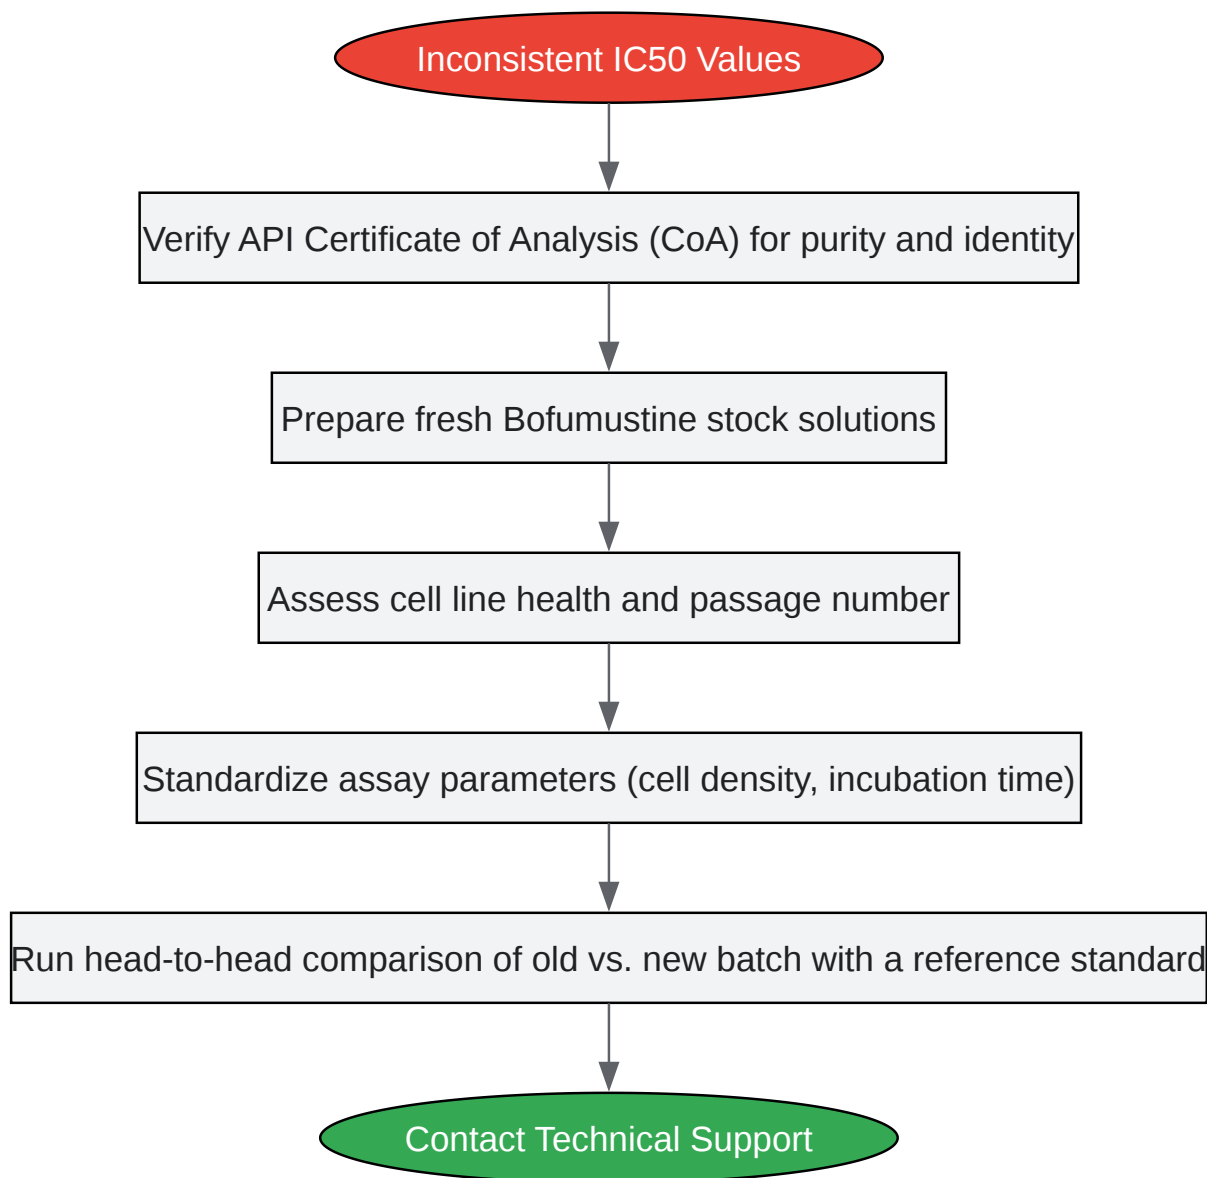 Inconsistent IC50 Values
Verify API Certificate of Analysis (CoA) for purity and identity
Prepare fresh Bofumustine stock solutions
Assess cell line health and passage number
Standardize assay parameters (cell density, incubation time)
Run head-to-head comparison of old vs. new batch with a reference standard
Contact Technical Support